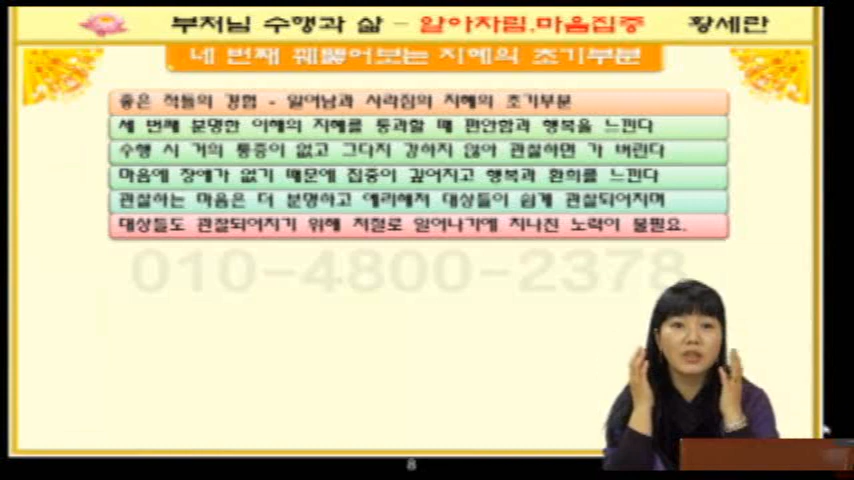 부처님 수행과 삶 - 알아차림,마음집중 황세란
네 번째 꿰뚫어보는 지혜의 초기부분
좋은 적들의 경험 - 일어남과 사라짐의 지혜의 초기부분
세 번째 분명한 이해의 지혜를 통과할 때 편안함과 행복을 느낀다
수행 시 거의 통증이 없고 그다지 강하지 않아 관찰하면 가 버린다
마음에 장애가 없기 때문에 집중이 깊어지고 행복과 환희를 느낀다
관찰하는 마음은 더 분명하고 예리해져 대상들이 쉽게 관찰되어지며
대상들도 관찰되어지기 위해 저절로 일어나기에 지나친 노력이 불필요.
010-4800-2378
8